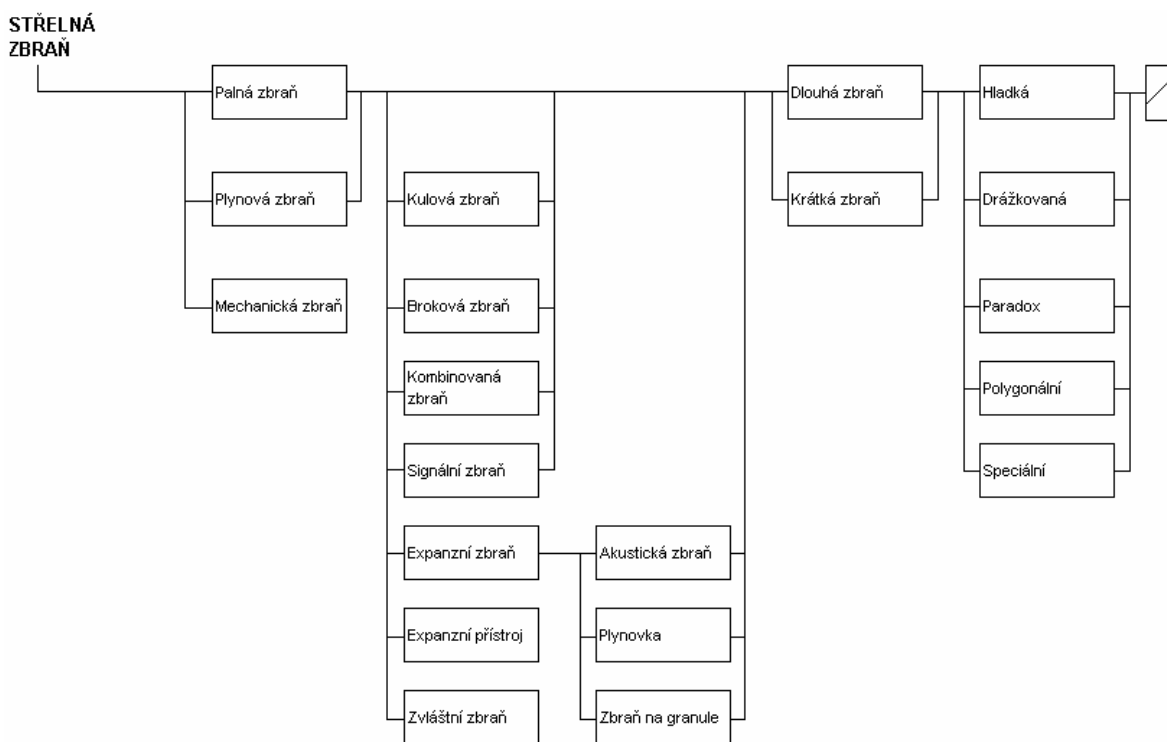 STŘELNÁ
ZBRAŇ
Palná zbraň
Plynová zbraň
Mechanická zbraň
Kulová zbraň
Broková zbraň
Kombinovaná
zbraň
Signální zbraň
Expanzní zbraň
Expanzní přístroj
Zvláštní zbraň
Akustická zbraň
Plynovka
Zbraň na granule
Dlouhá zbraň
Krátká zbraň
Hladká
Drážkovaná
Paradox
Polygonální
Speciální